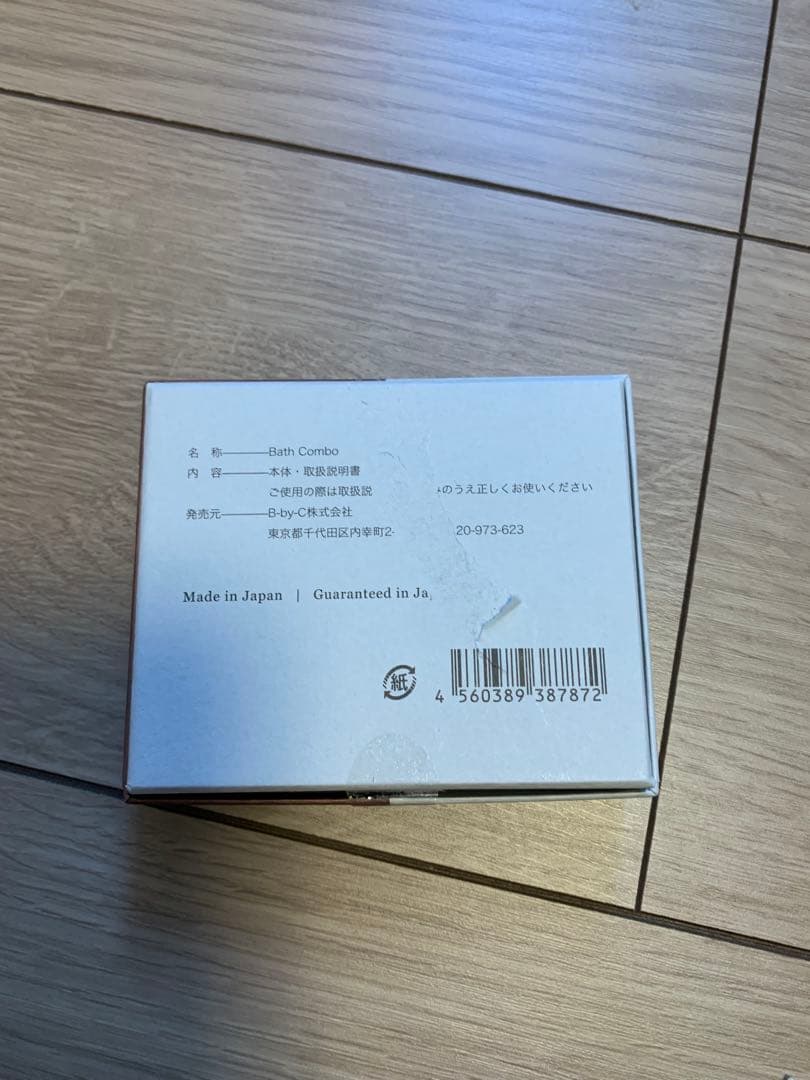 名 称———Bath Combo
内 容———本体・取扱説明書
ご使用の際は取扱説 のうえ正しくお使いください
発売元———B-by-C株式会社
東京都千代田区内幸町2- 20-973-623
Made in Japan | Guaranteed in Ja
紙
4 560389 387872